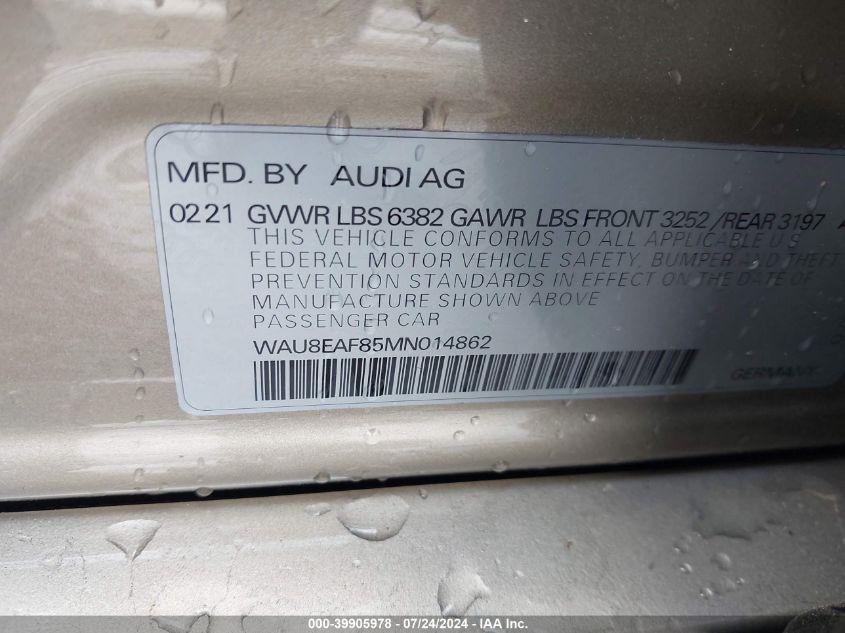 MFD. BY AUDI AG
0221 GVWR LBS 6382 GAWR LBS FRONT 3252 /REAR 3197
THIS VEHICLE CONFORMS TO ALL APPLICABLE U S
FEDERAL MOTOR VEHICLE SAFETY, BUMPER AND THEFT
PREVENTION STANDARDS IN EFFECT ON THE DATE OF
MANUFACTURE SHOWN ABOVE
PASSENGER CAR
WAU8EAF85MN014862
GERMANY
000-39905978 - 07/24/2024 - IAA Inc.